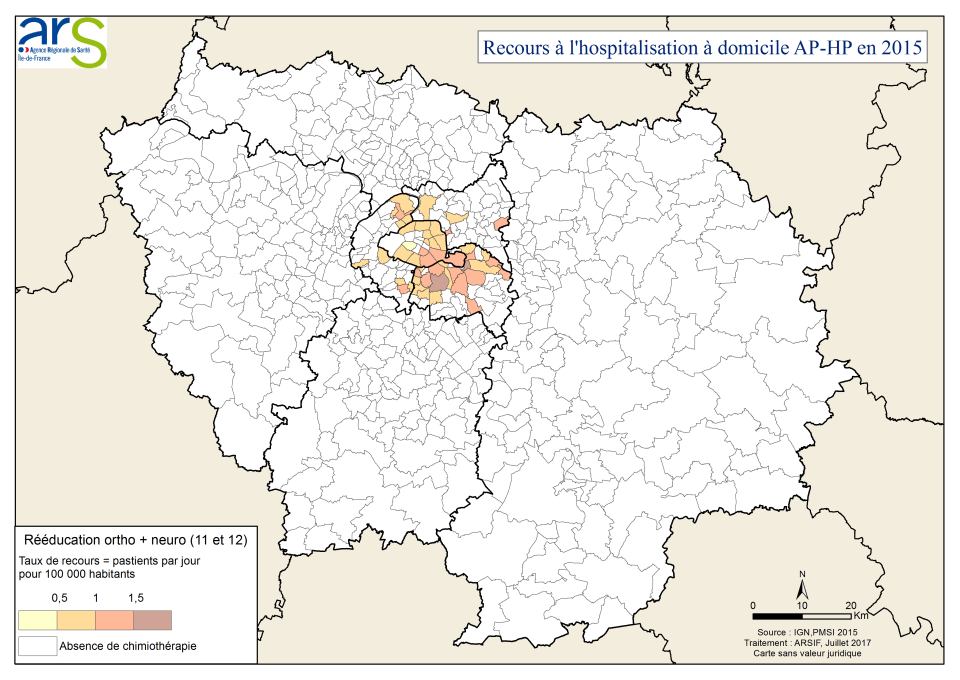 ars
Agence Régionale de Santé
Île-de-France
Recours à l'hospitalisation à domicile AP-HP en 2015
Rééducation ortho + neuro (11 et 12)
Taux de recours = pastients par jour
pour 100 000 habitants
0,5 1 1,5
Absence de chimiothérapie
N
0 10 20
Km
Source : IGN,PMSI 2015
Traitement : ARSIF, Juillet 2017
Carte sans valeur juridique